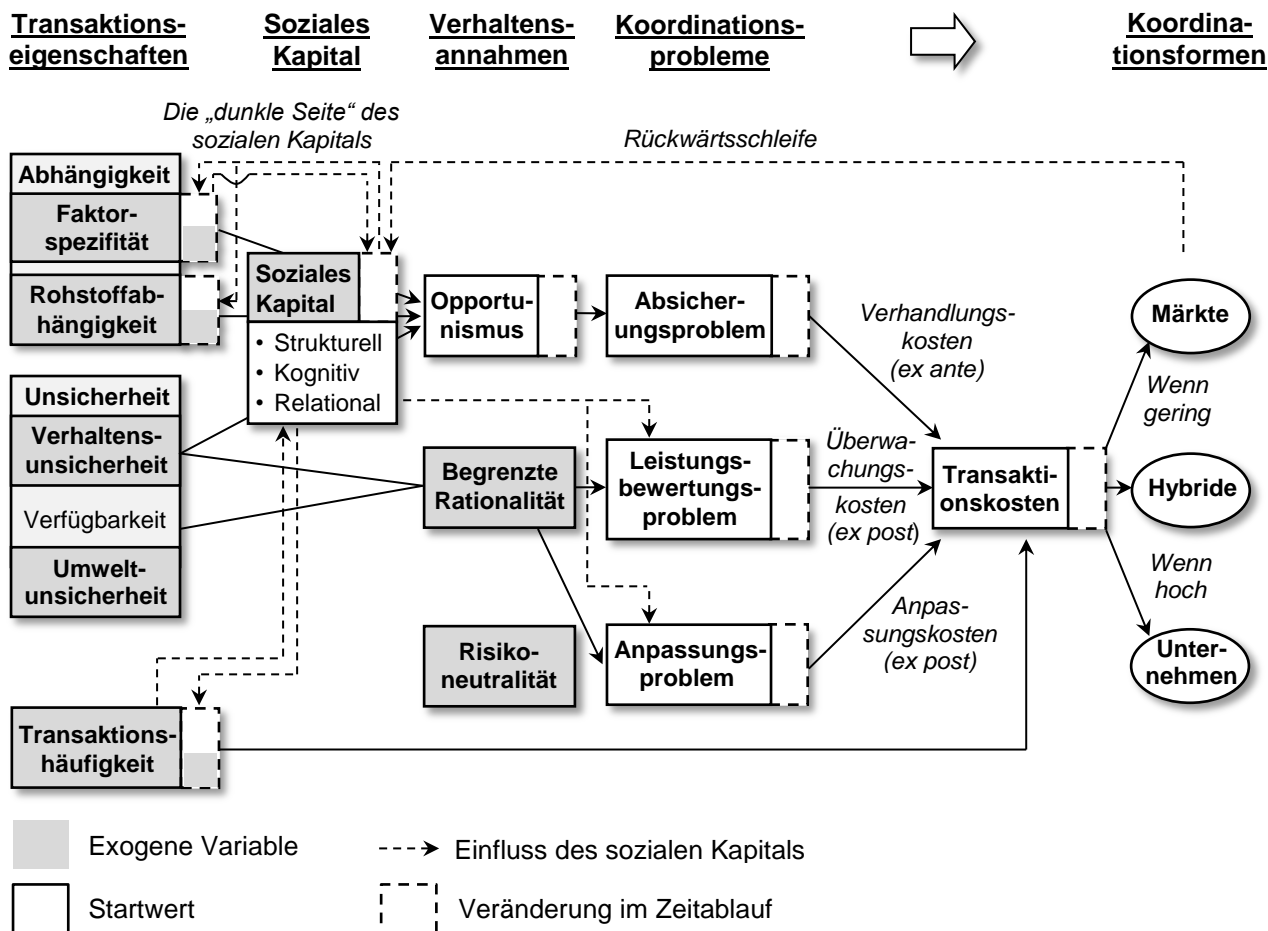 Transaktions-
eigenschaften
Soziales
Kapital
Verhaltens-
annahmen
Koordinations-
probleme
Koordina-
tionsformen
Die „dunkle Seite“ des
sozialen Kapitals
Rückwärtsschleife
Abhängigkeit
Faktor-
spezifität
Rohstoffab-
hängigkeit
Soziales
Kapital
• Strukturell
• Kognitiv
• Relational
Opportu-
nismus
Absicher-
ungsproblem
Verhandlungs-
kosten
(ex ante)
Märkte
Wenn
gering
Unsicherheit
Verhaltens-
unsicherheit
Verfügbarkeit
Umwelt-
unsicherheit
Begrenzte
Rationalität
Leistungs-
bewertungs-
problem
Überwa-
chungs-
kosten
(ex post)
Transakti-
onskosten
Hybride
Wenn
hoch
Risiko-
neutralität
Anpassungs-
problem
Anpas-
sungskosten
(ex post)
Unter-
nehmen
Transaktions-
häufigkeit
Exogene Variable
Einfluss des sozialen Kapitals
Startwert
Veränderung im Zeitablauf